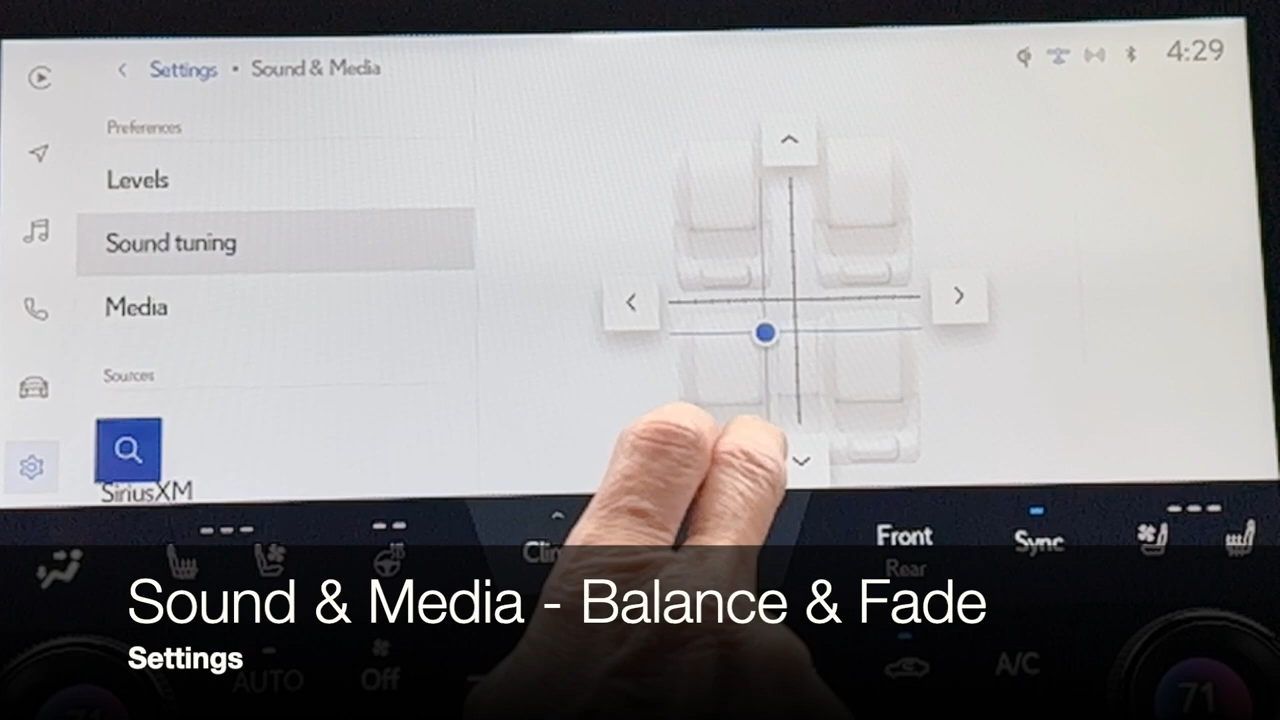 Settings • Sound & Media
4:29
Preferences
Levels
Sound tuning
Media
Sources
SiriusXM
Front
Rear
Sync
Sound & Media - Balance & Fade
Settings
AUTO
Off
A/C
71
71